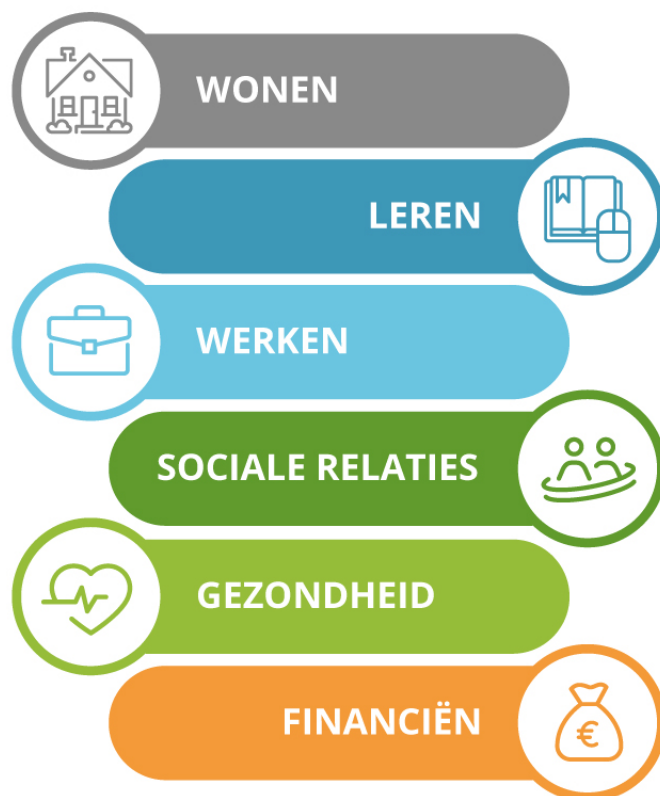 WONEN
LEREN
WERKEN
SOCIALE RELATIES
GEZONDHEID
FINANCIËN
€